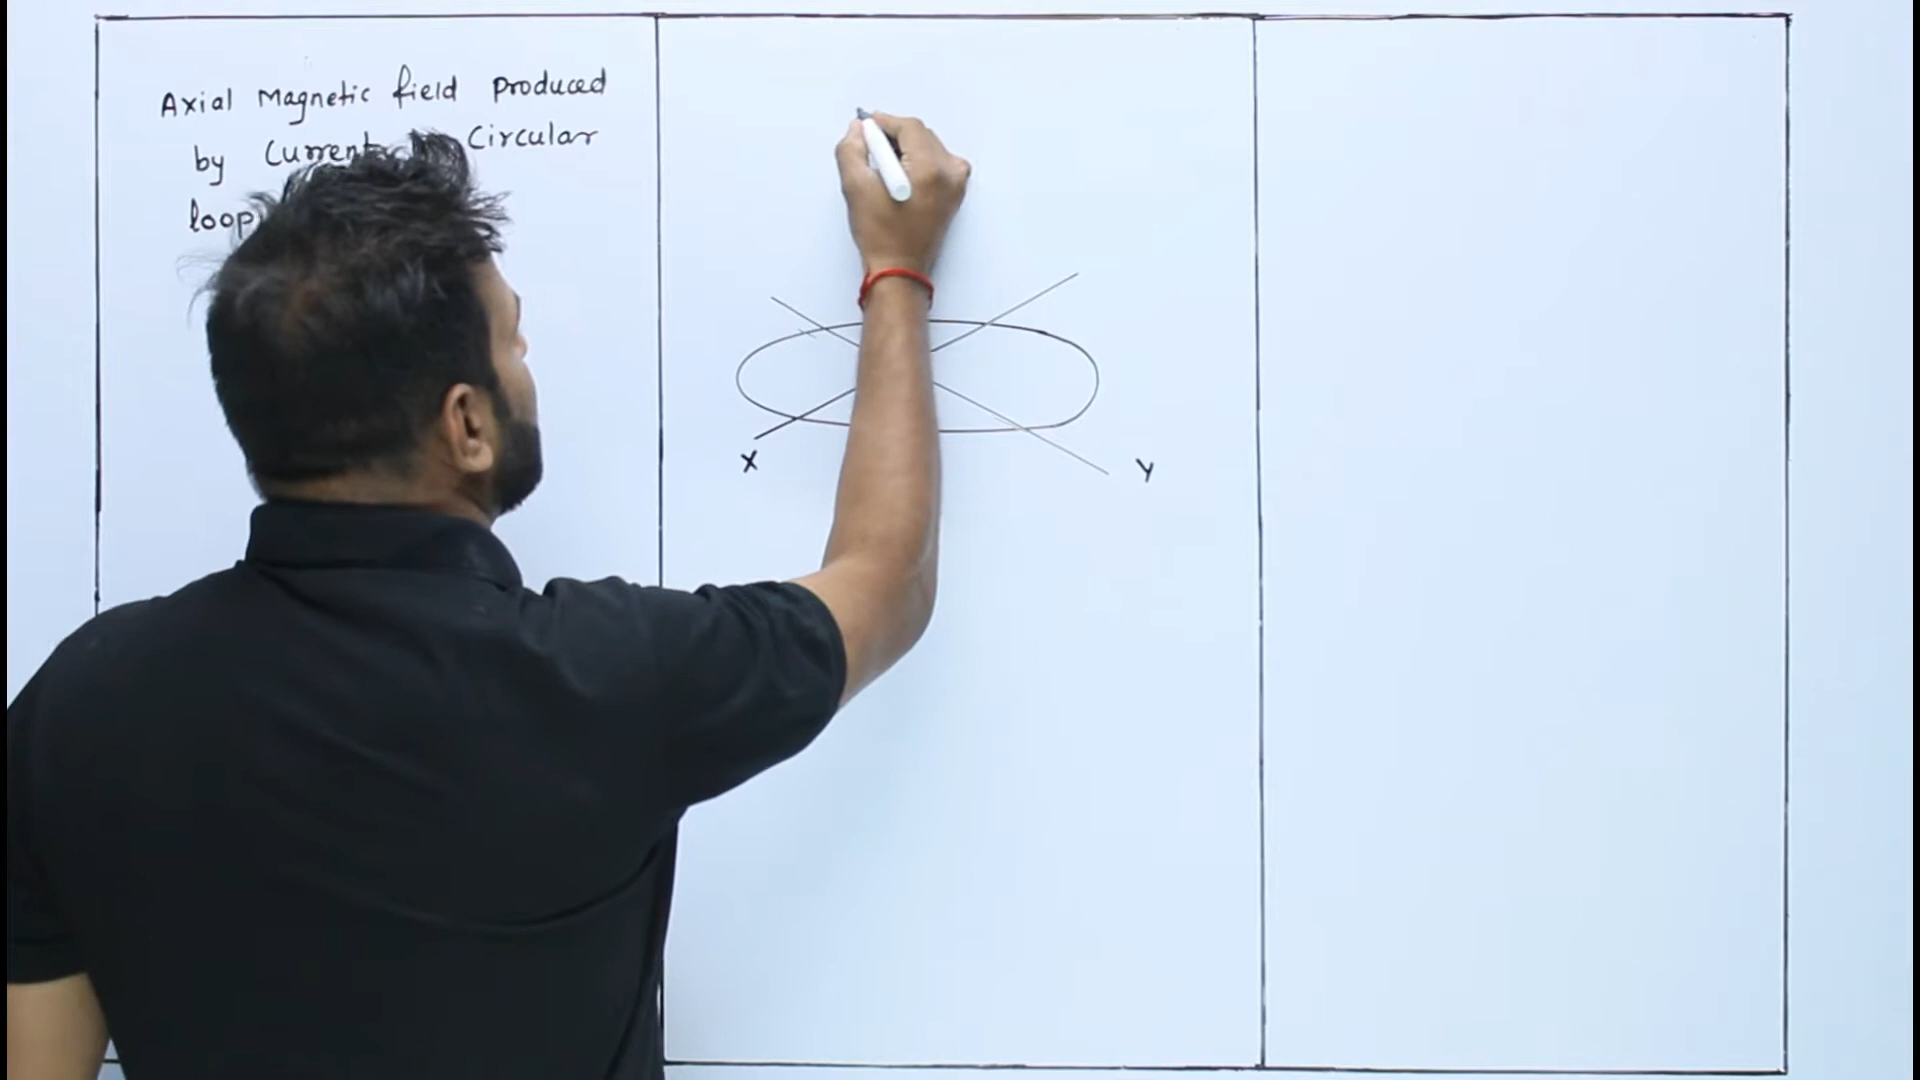 Axial Magnetic field Produced
by Current Circular
loop
X
Y